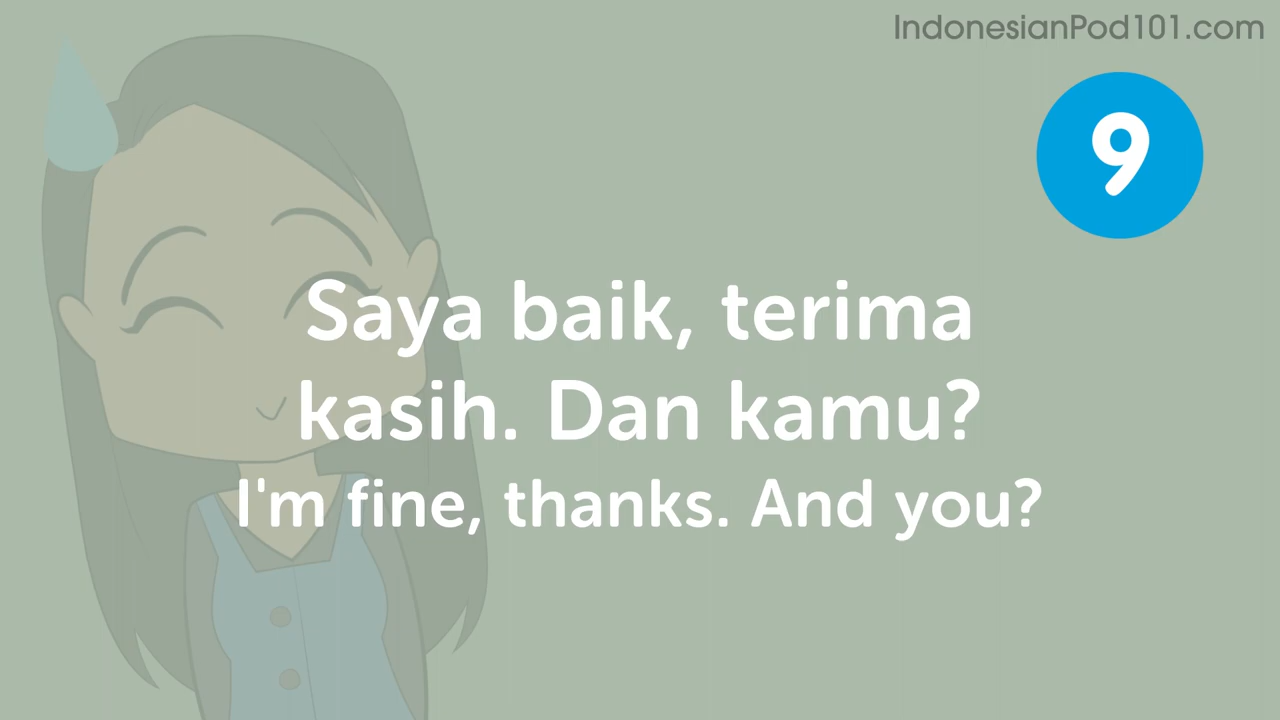 IndonesianPod101.com
9
Saya baik, terima
kasih. Dan kamu?
I'm fine, thanks. And you?